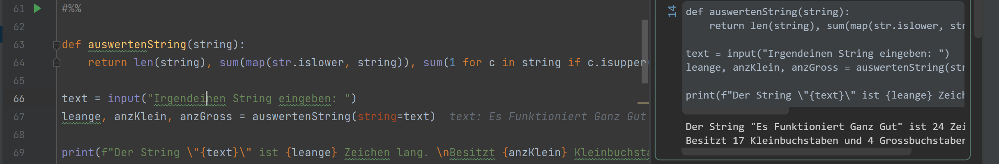 61 #%%
62
63 def auswertenString(string):
64 return len(string), sum(map(str.islower, string)), sum(1 for c in string if c.isupper(
65
66 text = input("Irgendeinen String eingeben: ")
67 leange, anzKlein, anzGross = auswertenString(string=text) text: Es Funktioniert Ganz Gut
68
69 print(f"Der String \"{text}\" ist {leange} Zeichen lang. \nBesitzt {anzKlein} Kleinbuchsta
14
def auswertenString(string):
return len(string), sum(map(str.islower, str
text = input("Irgendeinen String eingeben: ")
leange, anzKlein, anzGross = auswertenString(str
print(f"Der String \"{text}\" ist {leange} Zeich
Der String "Es Funktioniert Ganz Gut" ist 24 Zei
Besitzt 17 Kleinbuchstaben und 4 Grossbuchstaben